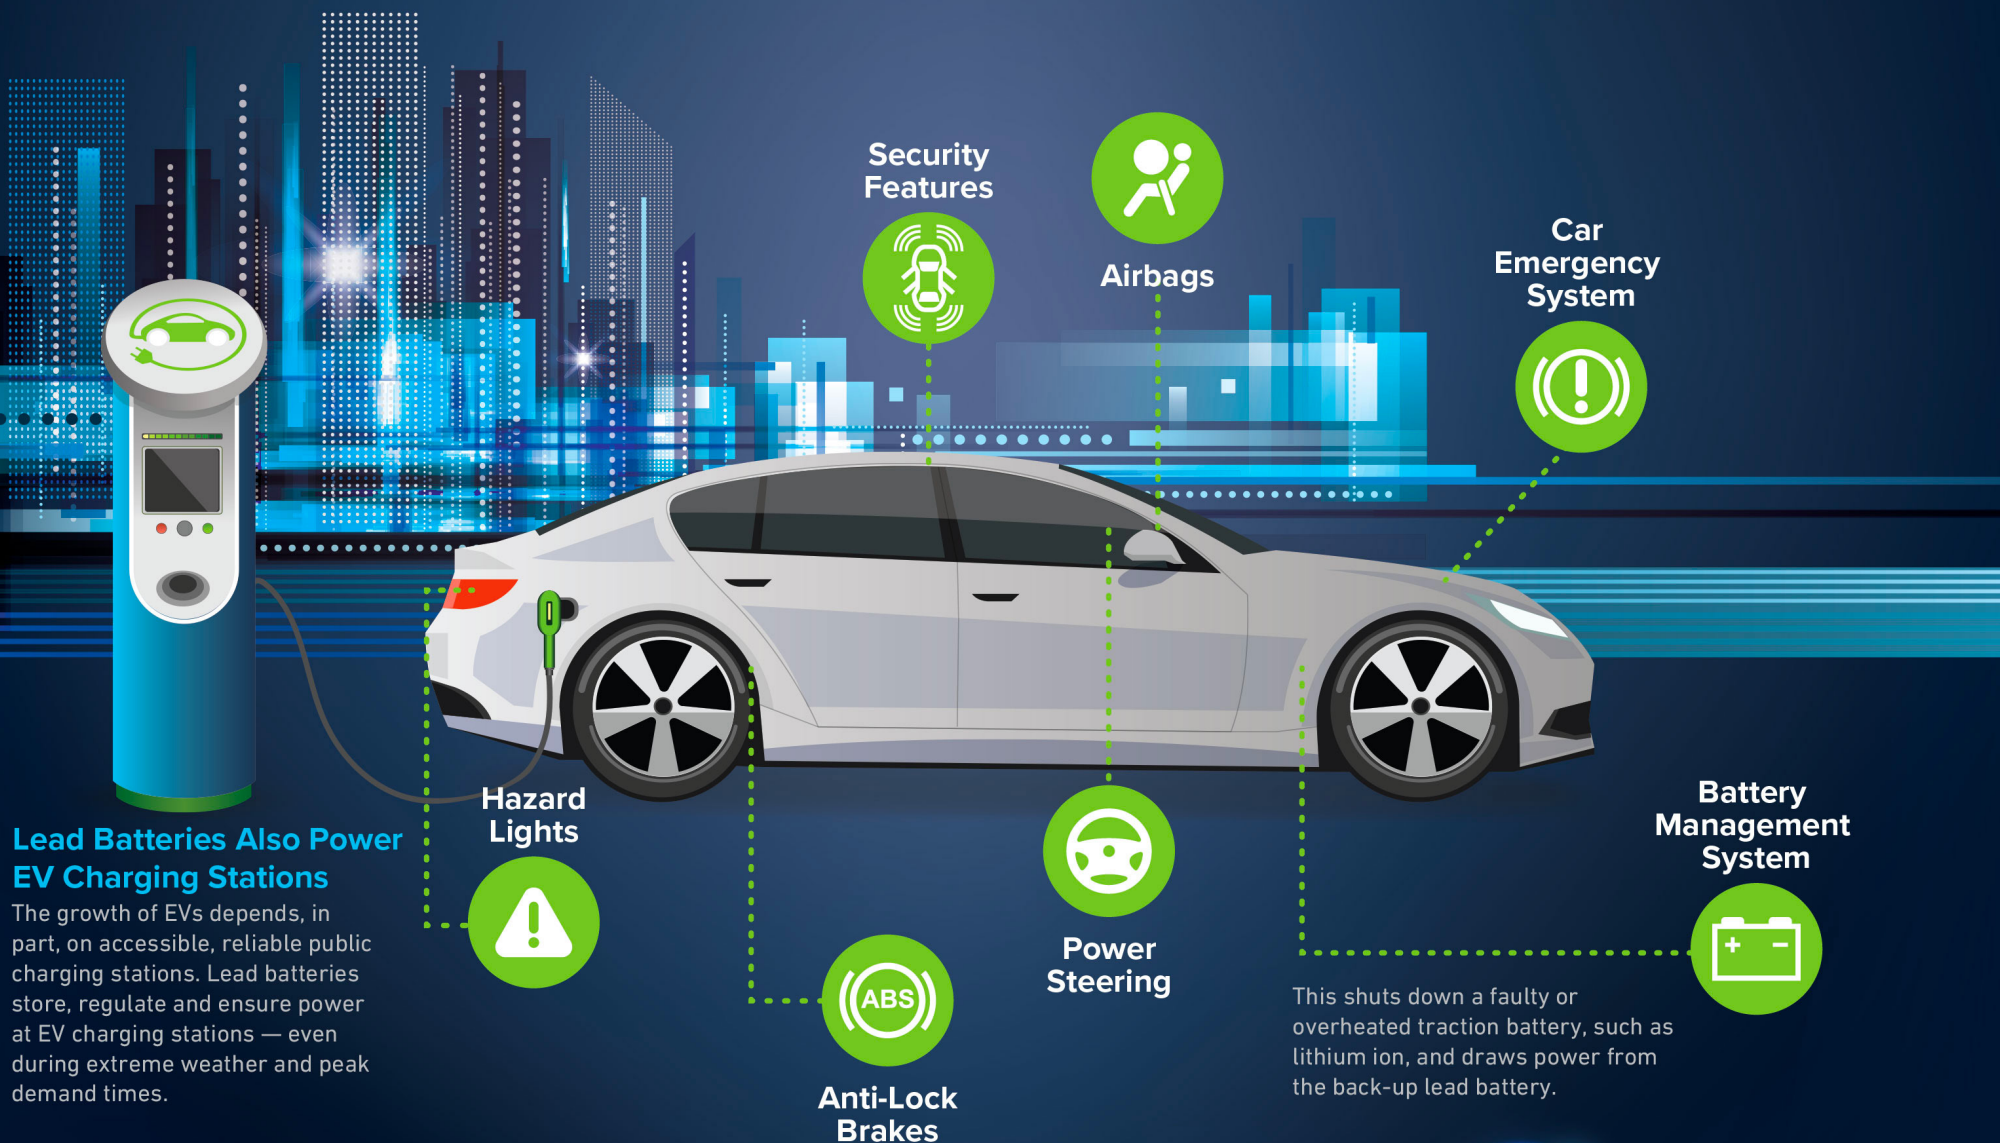 Security
Features
Airbags
Car
Emergency
System
Hazard
Lights
Lead Batteries Also Power
EV Charging Stations
The growth of EVs depends, in
part, on accessible, reliable public
charging stations. Lead batteries
store, regulate and ensure power
at EV charging stations — even
during extreme weather and peak
demand times.
ABS
Anti-Lock
Brakes
Power
Steering
Battery
Management
System
+ −
This shuts down a faulty or
overheated traction battery, such as
lithium ion, and draws power from
the back-up lead battery.